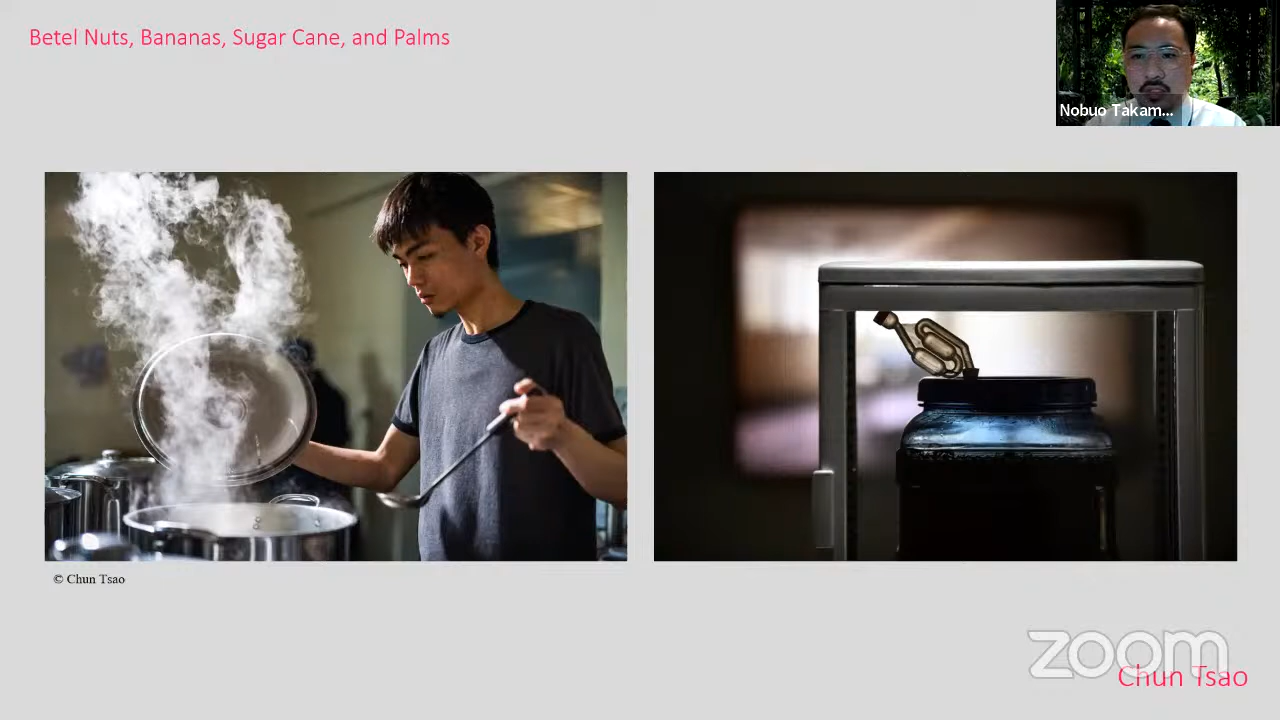 Betel Nuts, Bananas, Sugar Cane, and Palms
Nobuo Takam...
© Chun Tsao
zoom
Chun Tsao